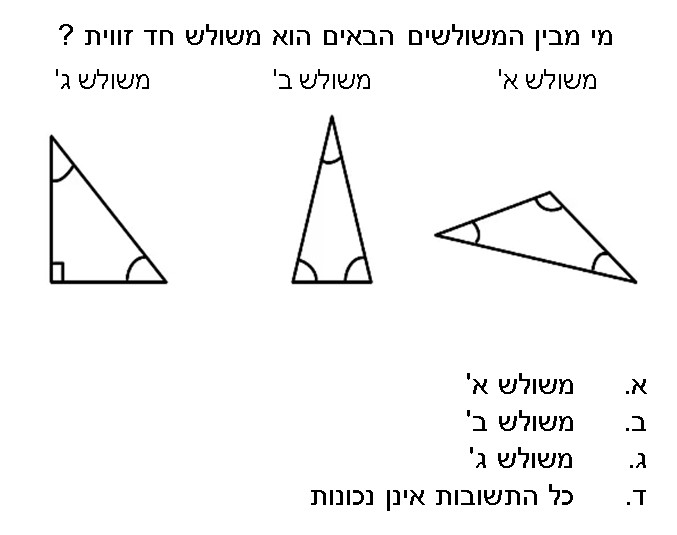 מי מבין המשולשים הבאים הוא משולש חד זווית ?
משולש א' משולש ב' משולש ג'
א. משולש א'
ב. משולש ב'
ג. משולש ג'
ד. כל התשובות אינן נכונות